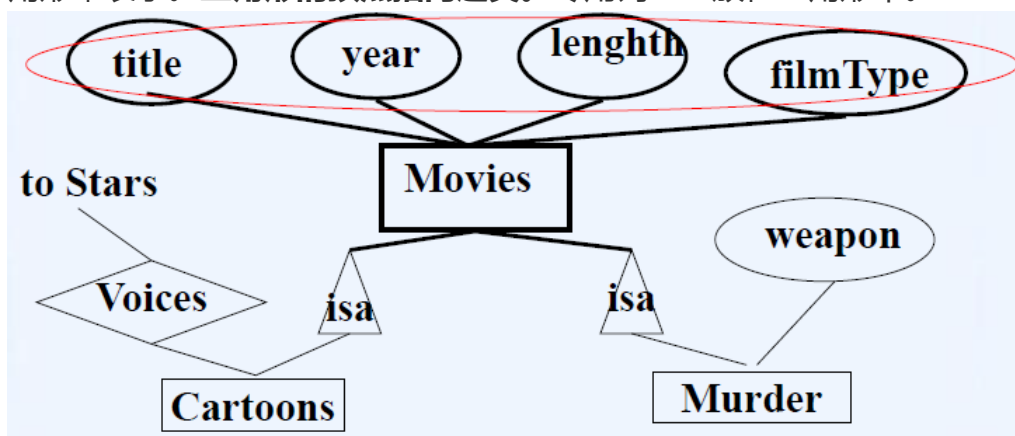 title year lenghth filmType
Movies
to Stars
weapon
Voices isa isa
Cartoons Murder